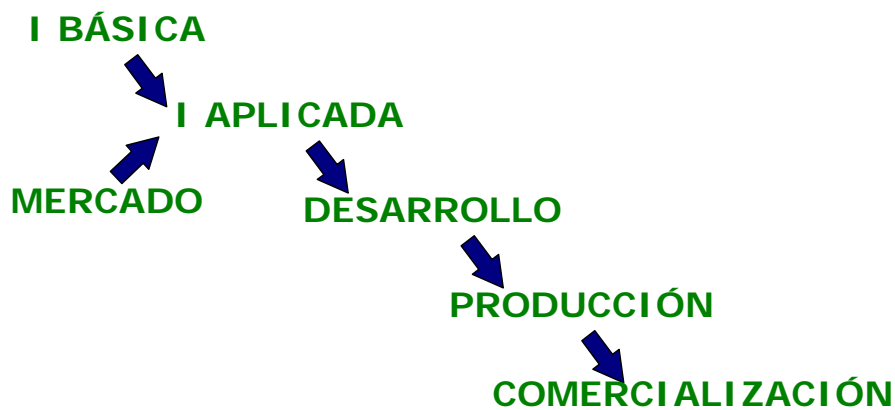 I BÁSICA
I APLICADA
MERCADO
DESARROLLO
PRODUCCIÓN
COMERCIALIZACIÓN